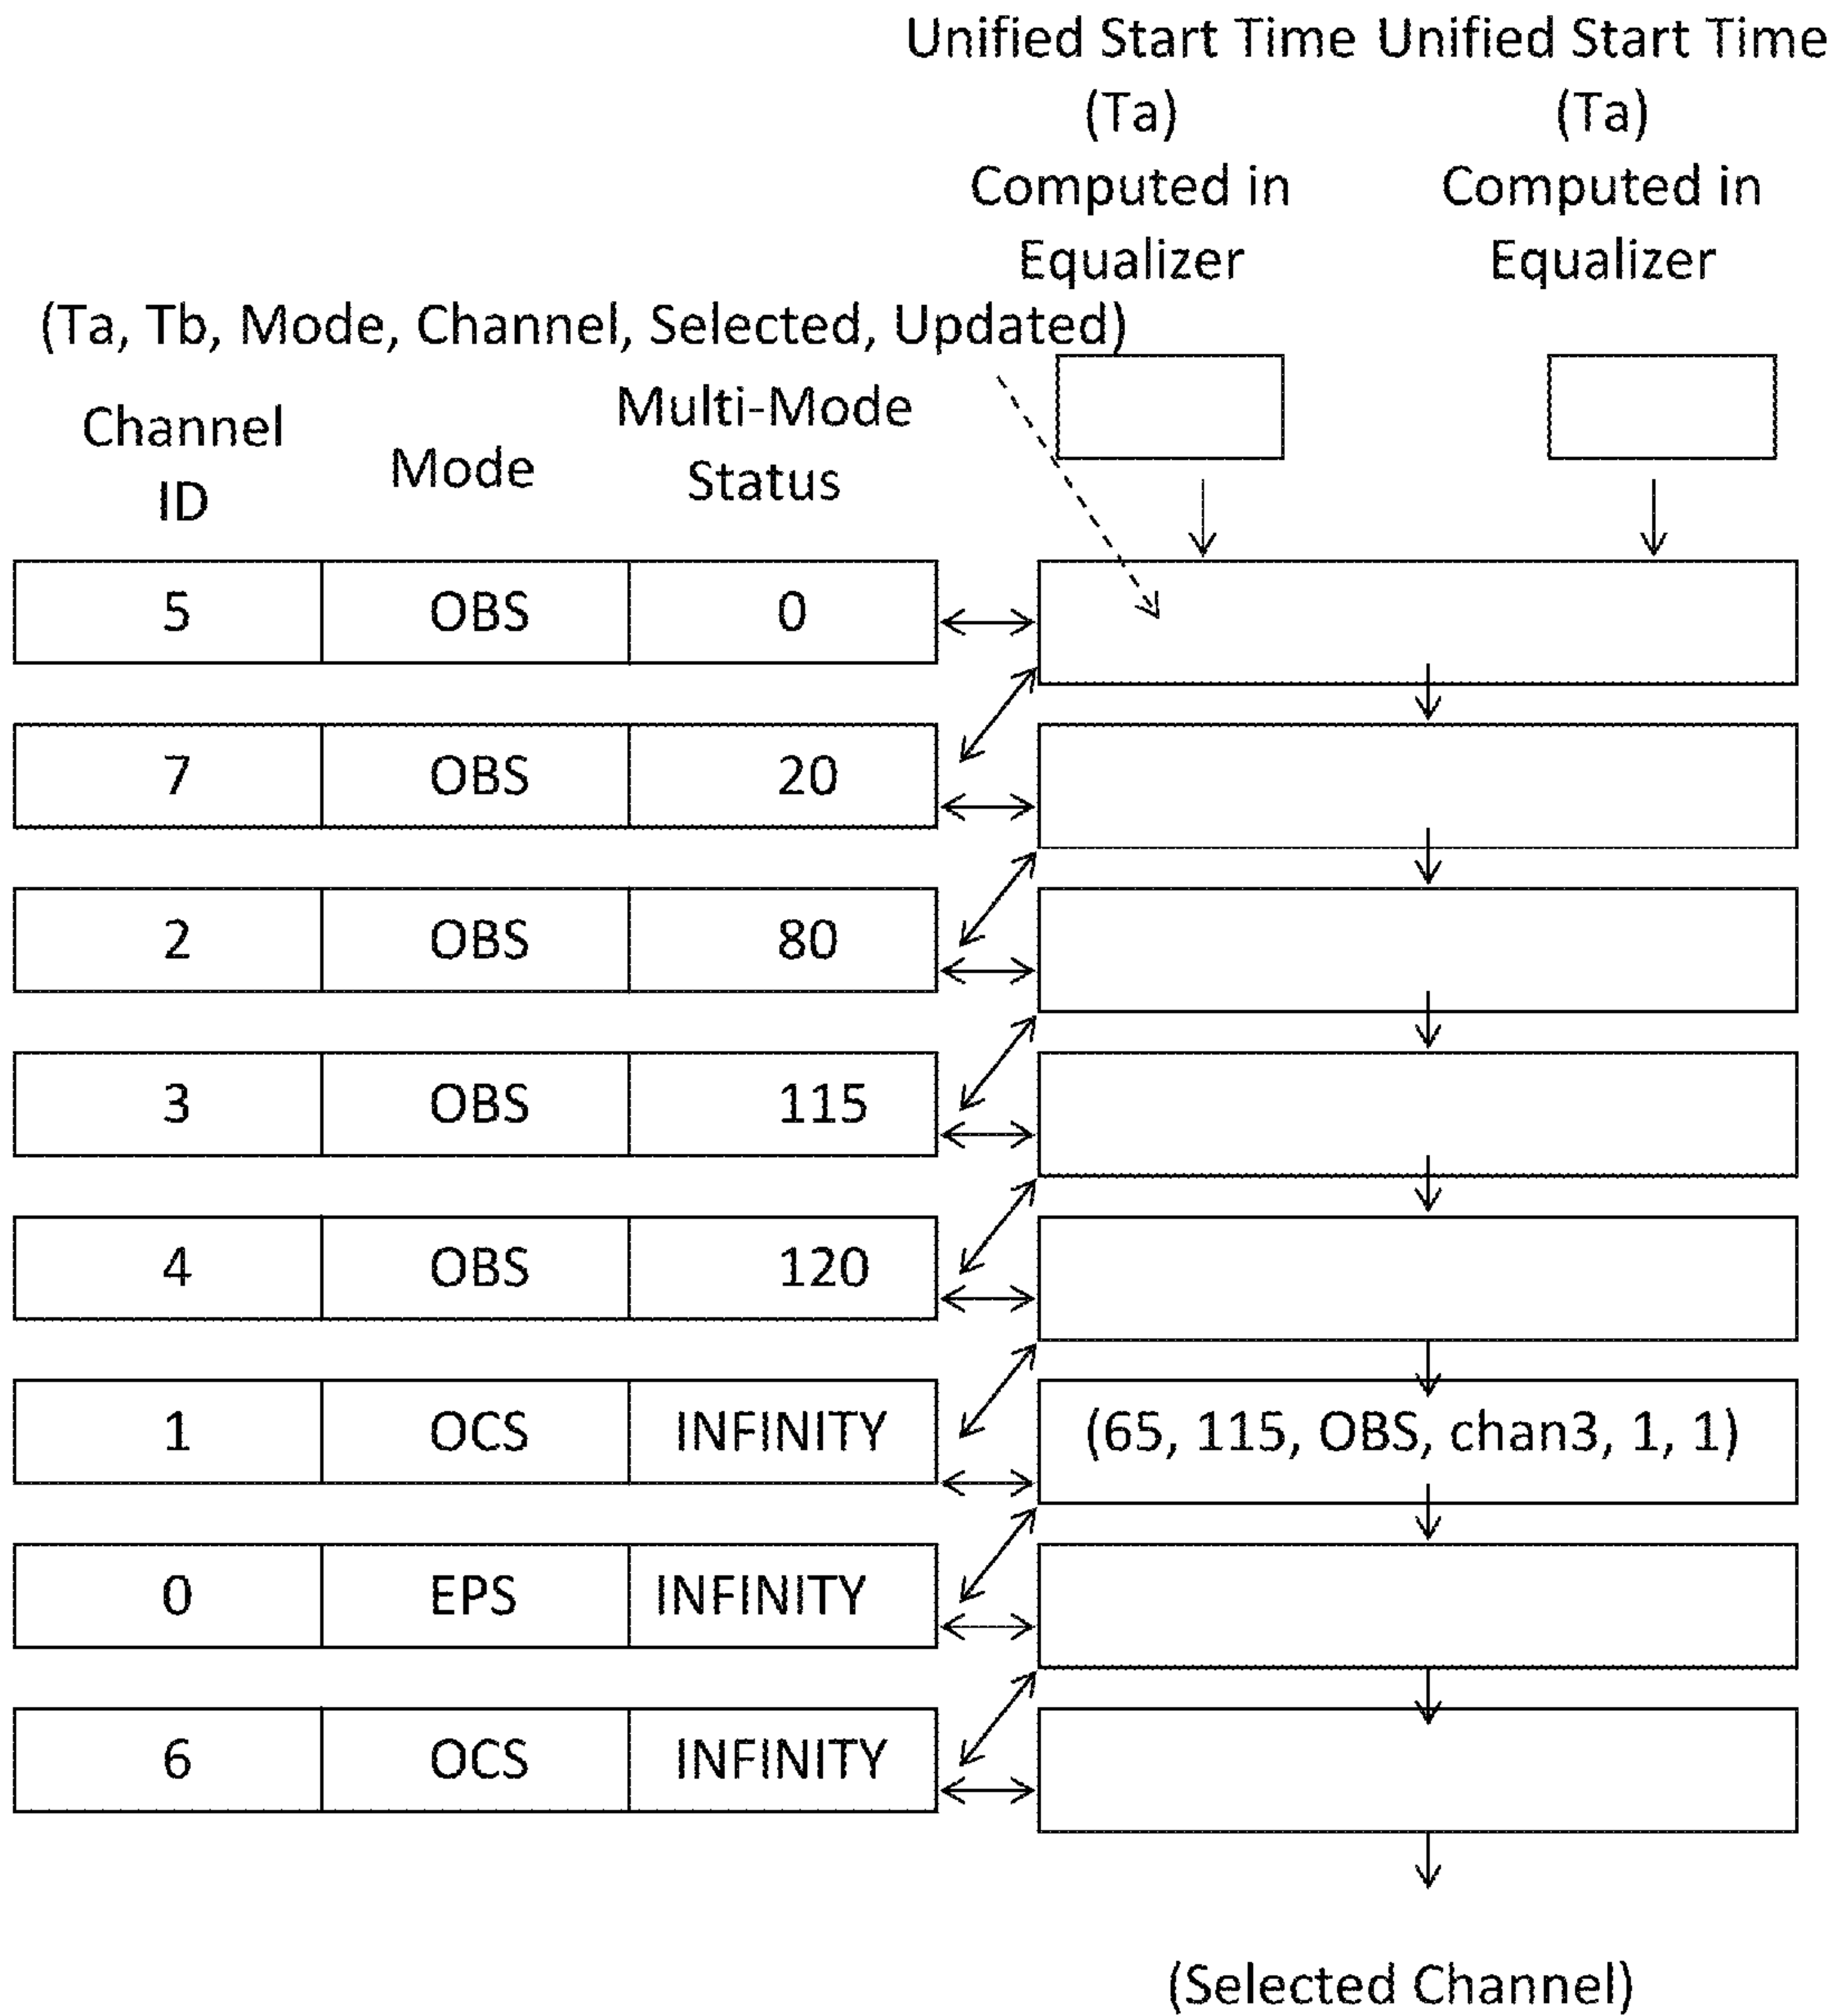 Unified Start Time Unified Start Time
(Ta) (Ta)
Computed in Computed in
Equalizer Equalizer
(Ta, Tb, Mode, Channel, Selected, Updated)
Channel
ID
Mode
Multi-Mode
Status
5 OBS 0
7 OBS 20
2 OBS 80
3 OBS 115
4 OBS 120
1 OCS INFINITY (65, 115, OBS, chan3, 1, 1)
0 EPS INFINITY
6 OCS INFINITY
(Selected Channel)